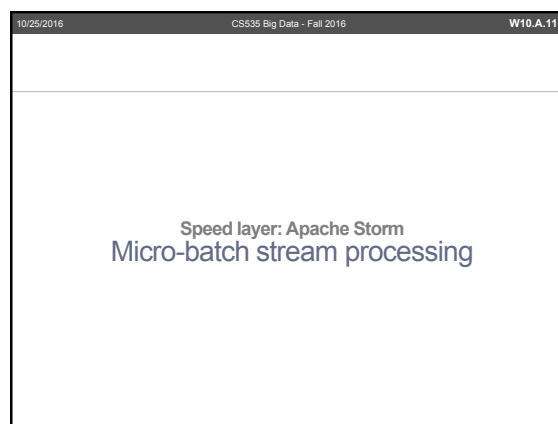 10/25/2016 CS535 Big Data - Fall 2016 W10.A.11
Speed layer: Apache Storm
Micro-batch stream processing